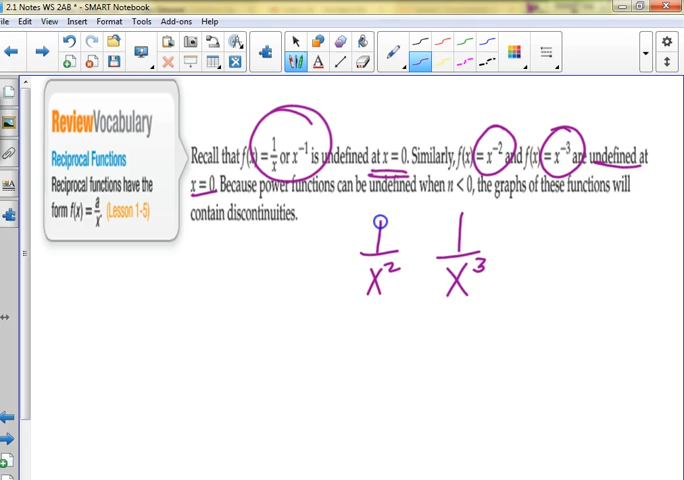 2.1 Notes WS 2AB * - SMART Notebook
File Edit View Insert Format Tools Add-ons Help
ReviewVocabulary
Reciprocal Functions
Reciprocal functions have the
form f(x) = a/x (Lesson 1-5)
Recall that f(x) = 1/x or x⁻¹ is undefined at x = 0. Similarly, f(x) = x⁻² and f(x) = x⁻³ are undefined at
x = 0. Because power functions can be undefined when n < 0, the graphs of these functions will
contain discontinuities.
1/x² 1/x³